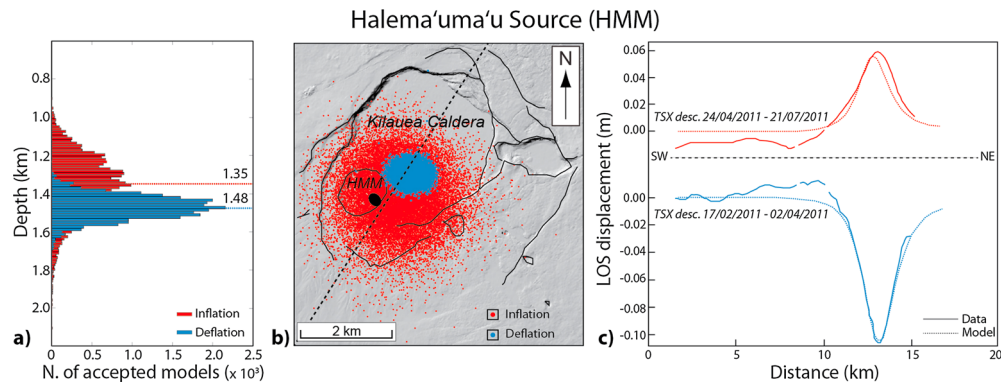 Halema‘uma‘u Source (HMM)
a)
Depth (km)
0.8
1.0
1.2
1.4
1.6
1.8
2.0
1.35
1.48
Inflation
Deflation
0
0.5
1.0
1.5
2.0
2.5
N. of accepted models (x 10³)
b)
N
Kilauea Caldera
HMM
2 km
Inflation
Deflation
c)
LOS displacement (m)
0.06
0.04
0.02
0.00
TSX desc. 24/04/2011 - 21/07/2011
SW
NE
0.00
TSX desc. 17/02/2011 - 02/04/2011
-0.02
-0.04
-0.06
-0.08
-0.10
Data
Model
0
5
10
15
20
Distance (km)